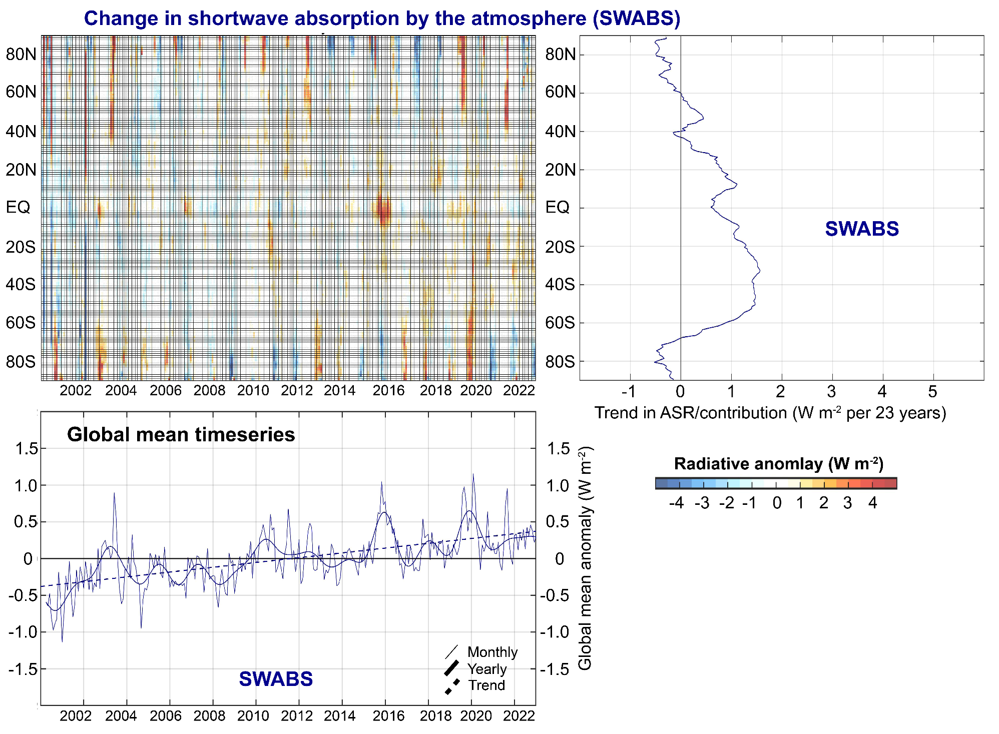 Change in shortwave absorption by the atmosphere (SWABS)
80N
60N
40N
20N
EQ
20S
40S
60S
80S
2002 2004 2006 2008 2010 2012 2014 2016 2018 2020 2022
80N
60N
40N
20N
EQ
20S
40S
60S
80S
SWABS
-1 0 1 2 3 4 5
Trend in ASR/contribution (W m-2 per 23 years)
Global mean timeseries
1.5
1.0
0.5
0
-0.5
-1.0
-1.5
1.5
1.0
0.5
0
-0.5
-1.0
-1.5
Global mean anomaly (W m-2)
Monthly
Yearly
Trend
SWABS
2002 2004 2006 2008 2010 2012 2014 2016 2018 2020 2022
Radiative anomlay (W m-2)
-4 -3 -2 -1 0 1 2 3 4